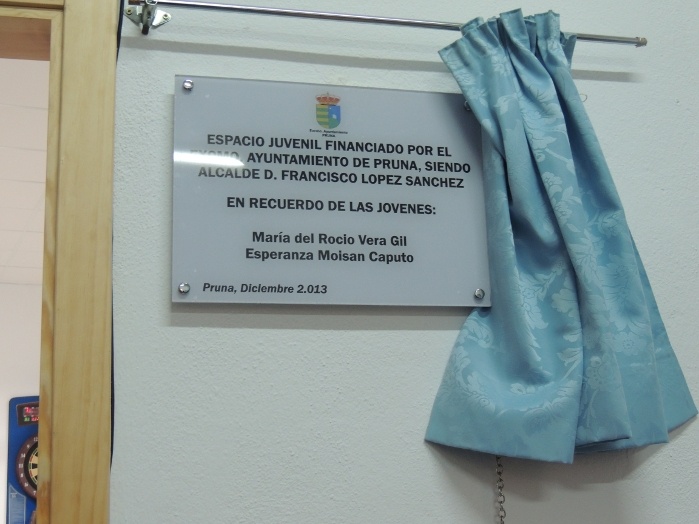 ESPACIO JUVENIL FINANCIADO POR EL
EXCMO. AYUNTAMIENTO DE PRUNA, SIENDO
ALCALDE D. FRANCISCO LOPEZ SANCHEZ
EN RECUERDO DE LAS JOVENES:
María del Rocio Vera Gil
Esperanza Moisan Caputo
Pruna, Diciembre 2.013